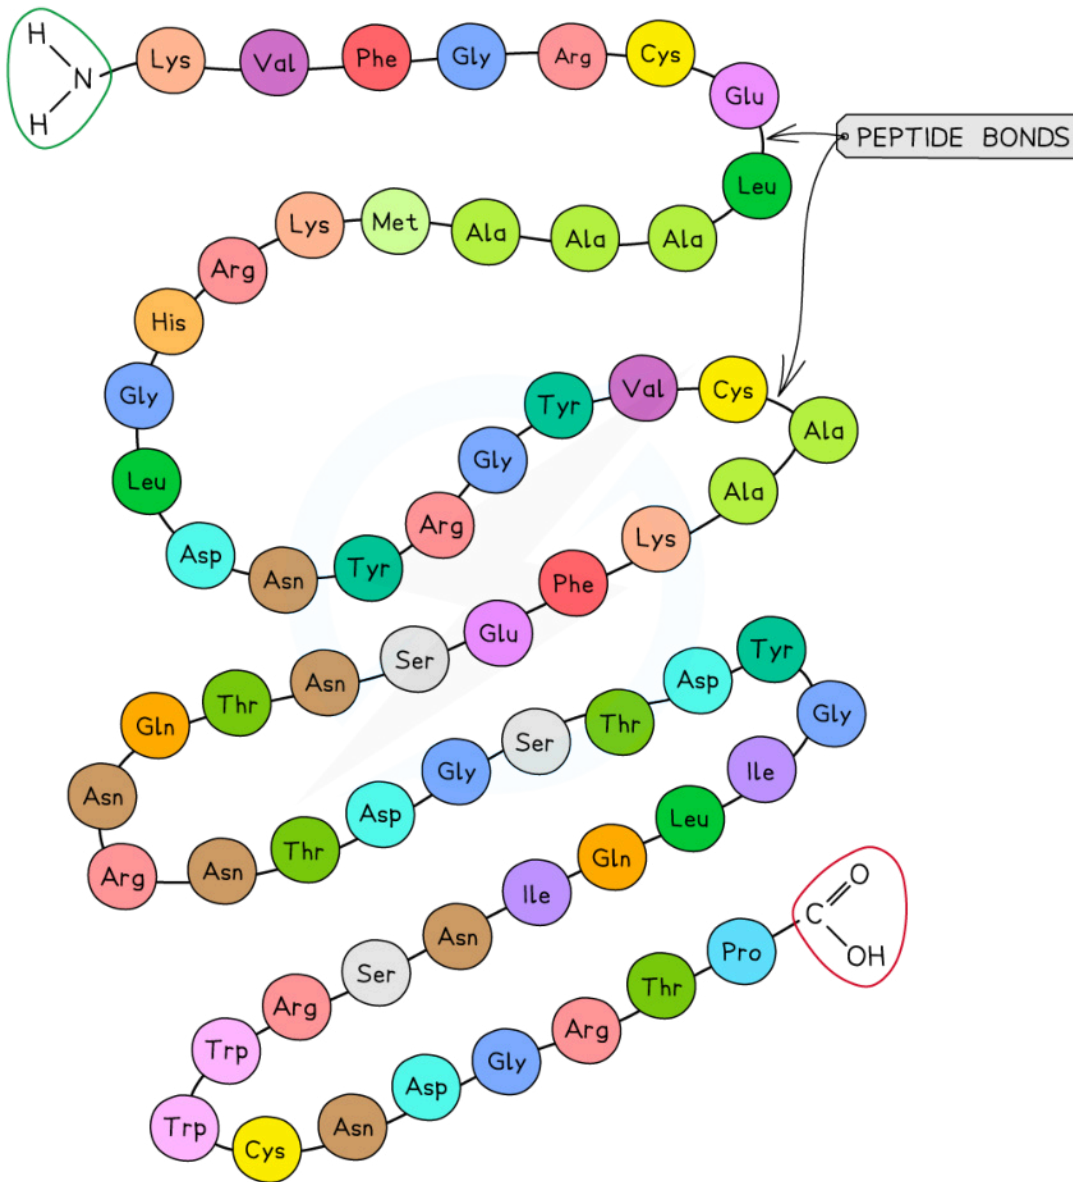 H
N
H
Lys Val Phe Gly Arg Cys Glu
PEPTIDE BONDS
Leu
Ala
Ala
Ala
Met
Lys
Arg
His
Gly
Leu
Asp
Asn
Tyr
Arg
Gly
Tyr
Val
Cys
Ala
Ala
Lys
Phe
Glu
Ser
Asn
Thr
Gln
Asn
Arg
Asn
Thr
Asp
Gly
Ser
Thr
Asp
Tyr
Gly
Ile
Leu
Gln
Ile
Asn
Ser
Arg
Trp
Trp
Cys
Asn
Asp
Gly
Arg
Thr
Pro
C
O
OH